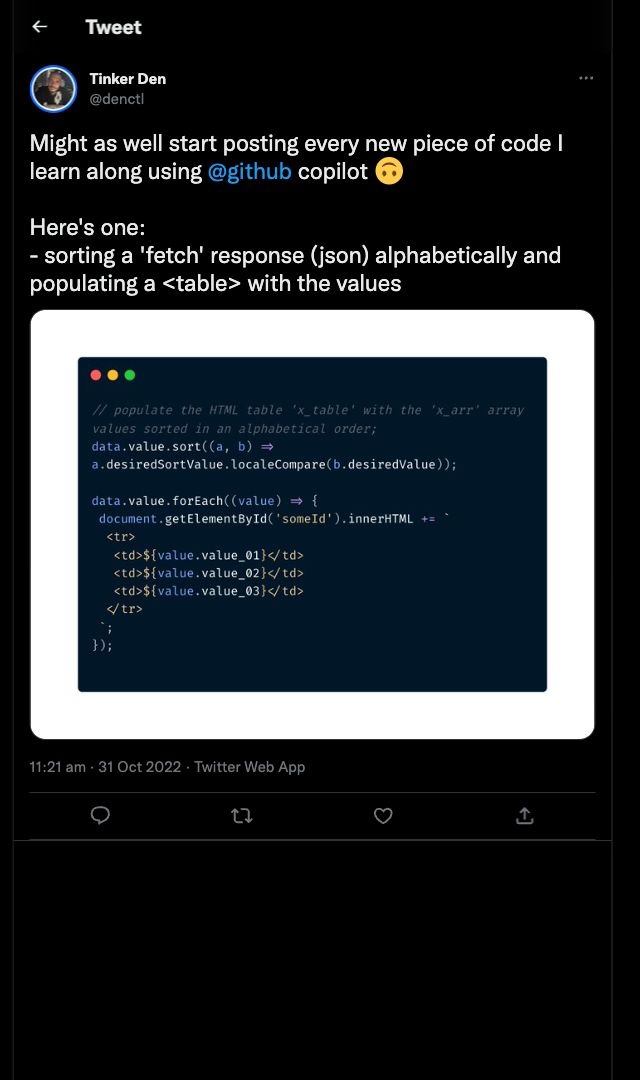 Tweet
Tinker Den
@denctl
Might as well start posting every new piece of code I
learn along using @github copilot 🙃
Here's one:
- sorting a 'fetch' response (json) alphabetically and
populating a <table> with the values
// populate the HTML table 'x_table' with the 'x_arr' array
values sorted in an alphabetical order;
data.value.sort((a, b) ⇒
a.desiredSortValue.localeCompare(b.desiredValue));
data.value.forEach((value) ⇒ {
document.getElementById('someId').innerHTML += `
<tr>
<td>${value.value_01}</td>
<td>${value.value_02}</td>
<td>${value.value_03}</td>
</tr>
`;
});
11:21 am · 31 Oct 2022 · Twitter Web App